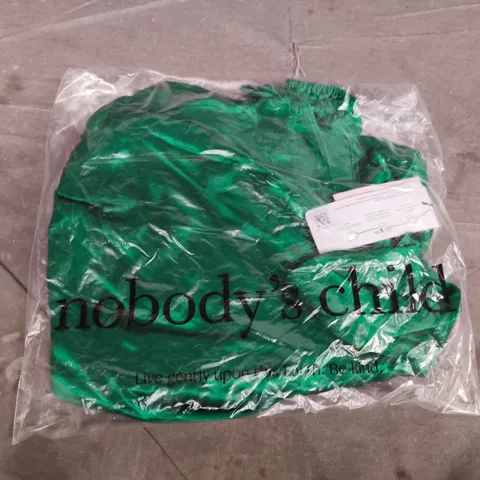 nobody's child
Live gently upon this Earth. Be kind.